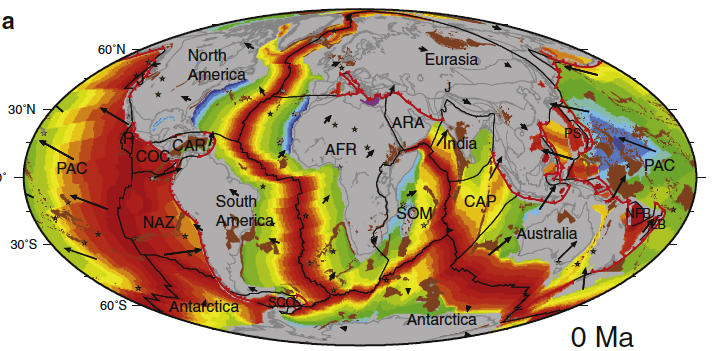 a
60˚N
North
America
Eurasia
J
30˚N
ARA
PS
CAR
AFR
India
COC
PAC
PAC
0˚
South
America
NAZ
SOM
CAP
NFB
Australia
30˚S
60˚S
Antarctica
SCO
Antarctica
0 Ma